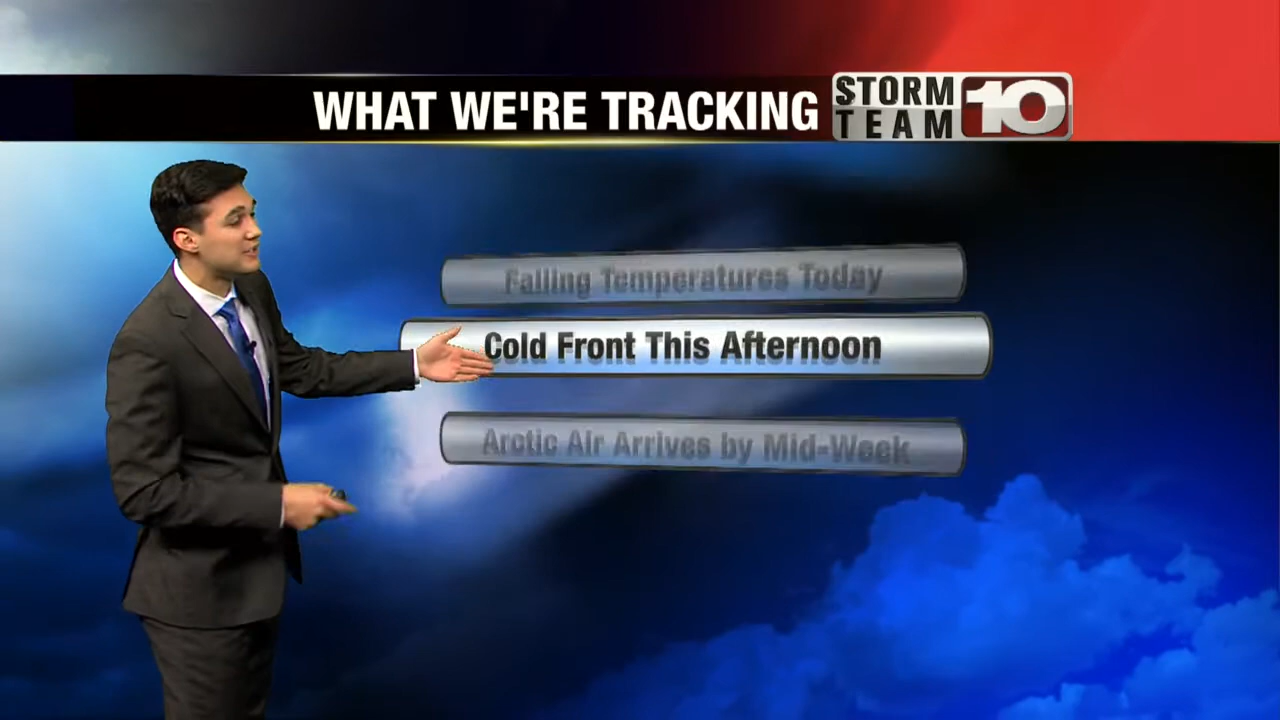 WHAT WE'RE TRACKING
STORM
TEAM
10
Falling Temperatures Today
Cold Front This Afternoon
Arctic Air Arrives by Mid-Week